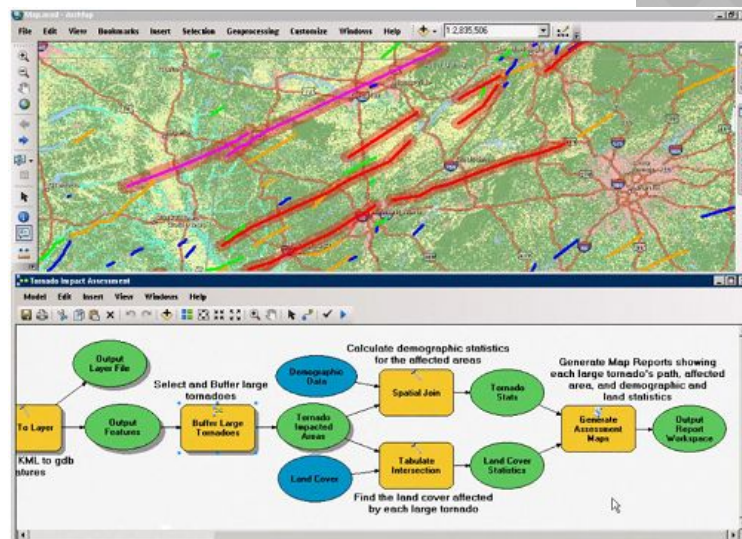 Map.mxd - ArcMap
File Edit View Bookmarks Insert Selection Geoprocessing Customize Windows Help 1:2,835,506
Tornado Impact Assessment
Model Edit Insert View Windows Help
Output
Layer File
Select and Buffer large
tornadoes
Calculate demographic statistics
for the affected areas
Generate Map Reports showing
each large tornado's path, affected
area, and demographic and
land statistics
Demographic
Data
Spatial Join
Tornado
Stats
To Layer
Output
Features
Buffer Large
Tornadoes
Tornado
Impacted
Areas
Generate
Assessment
Maps
Output
Report
Workspace
KML to gdb
atures
Land Cover
Tabulate
Intersection
Land Cover
Statistics
Find the land cover affected
by each large tornado